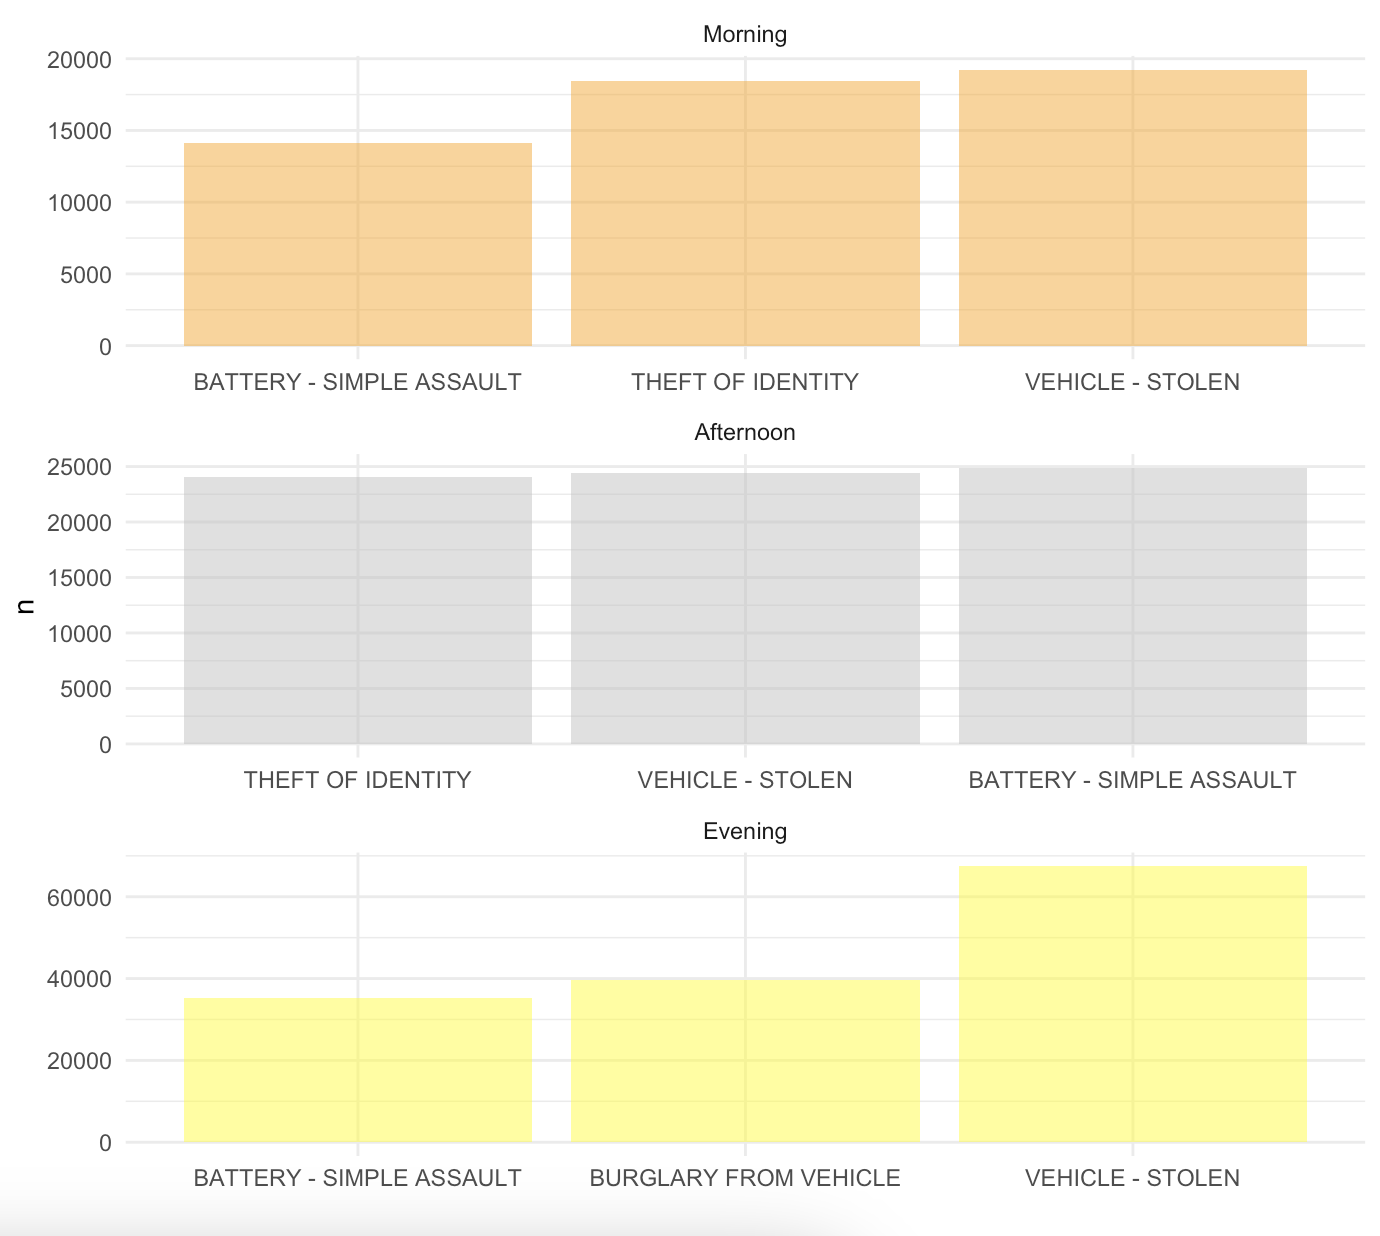 Morning
20000
15000
10000
5000
0
BATTERY - SIMPLE ASSAULT THEFT OF IDENTITY VEHICLE - STOLEN
Afternoon
25000
20000
15000
n
10000
5000
0
THEFT OF IDENTITY VEHICLE - STOLEN BATTERY - SIMPLE ASSAULT
Evening
60000
40000
20000
0
BATTERY - SIMPLE ASSAULT BURGLARY FROM VEHICLE VEHICLE - STOLEN